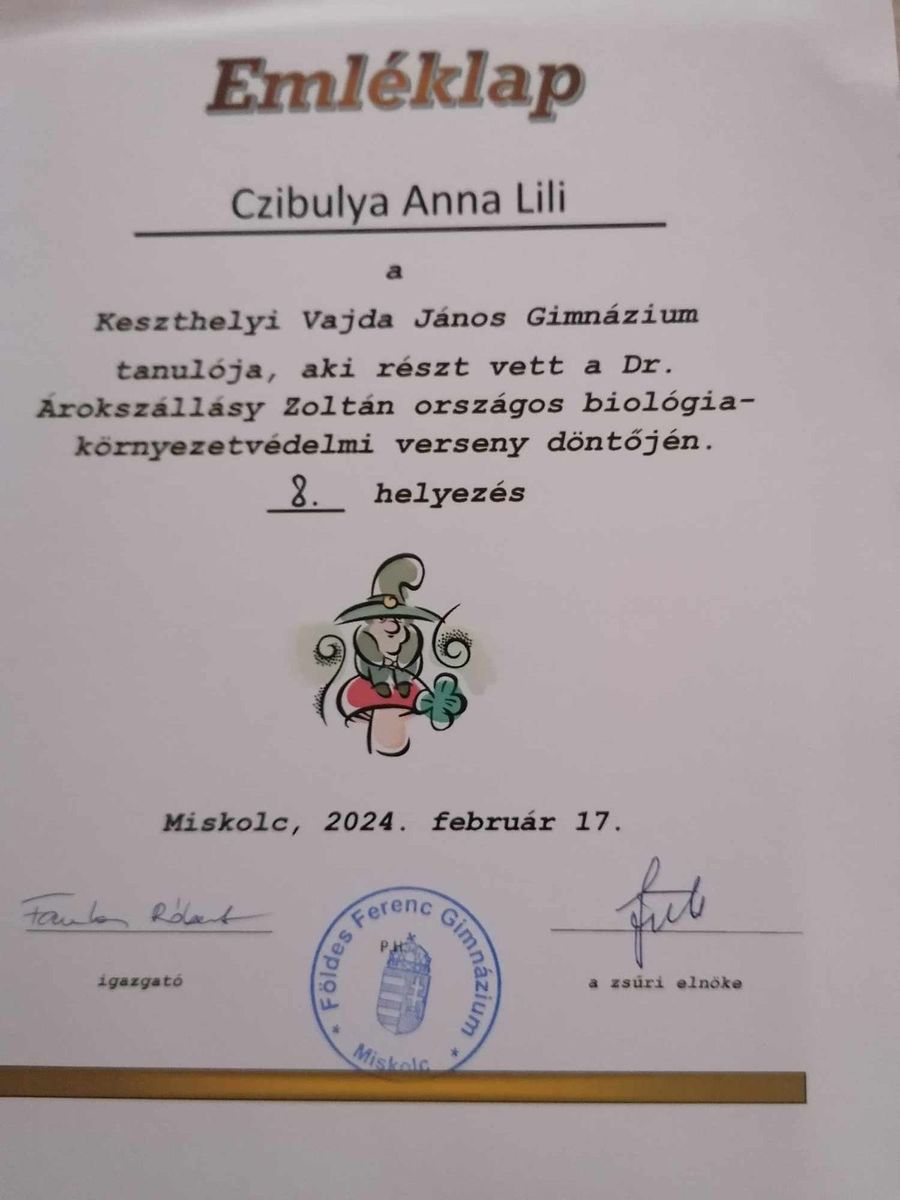 Emléklap
Czibulya Anna Lili
a
Keszthelyi Vajda János Gimnázium
tanulója, aki részt vett a Dr.
Árokszállásy Zoltán országos biológia-
környezetvédelmi verseny döntőjén.
8. helyezés
Miskolc, 2024. február 17.
Róbert
igazgató
a zsűri elnöke
P.H.
* Földes Ferenc Gimnázium *
Miskolc